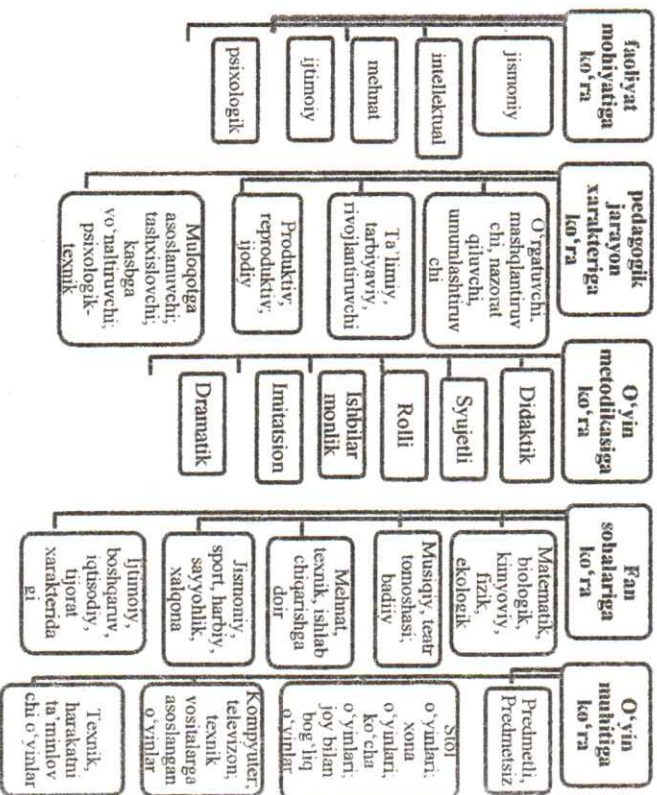 faoliyat
mohiyatiga
ko‘ra
jismoniy
intellektual
mehnat
ijtimoiy
psixologik
pedagogik
jarayon
xarakteriga
ko‘ra
O‘rgatuvchi,
mashqlantiruv
chi, nazorat
qiluvchi,
umumlashtiruv
chi
Ta’limiy,
tarbiyaviy,
rivojlantiruvchi
Produktiv,
reproduktiv;
ijodiy
Muloqotga
asoslanuvchi;
tashxislovchi;
kasbga
yo‘naltiruvchi;
psixologik-
texnik
O‘yin
metodikasiga
ko‘ra
Didaktik
Syujetli
Rolli
Ishbilar
monlik
Imitatsion
Dramatik
Fan
sohalariga
ko‘ra
Matematik,
biologik,
kimyoviy,
fizik,
ekologik
Musiqiy, teatr
tomoshasi;
badiiy
Mehnat,
texnik, ishlab
chiqarishga
doir
Jismoniy,
sport, harbiy,
sayyohlik,
xalqona
Ijtimoiy,
boshqaruv,
iqtisodiy,
tijorat
xarakterida
gi
O‘yin
muhitiga
ko‘ra
Predmetli,
Predmetsiz
Stol
o‘yinlari;
xona
o‘yinlari;
ko‘cha
o‘yinlari;
joy bilan
bog‘liq
o‘yinlar
Kompyuter,
televizon;
texnik
vositalarga
asoslangan
o‘yinlar
Texnik,
harakatni
ta’minlov
chi o‘yinlar